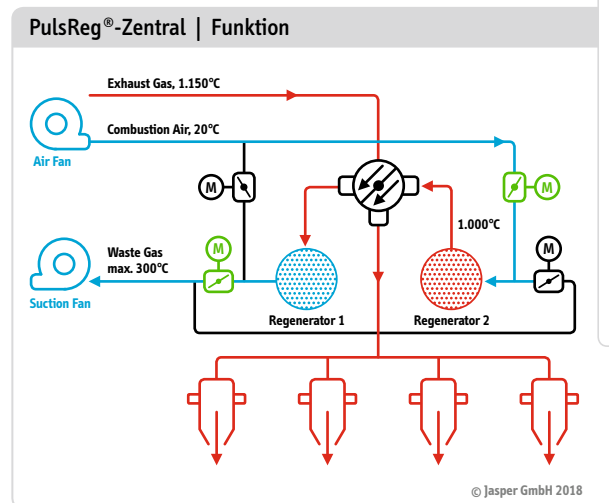 PulsReg®-Zentral | Funktion
Exhaust Gas, 1.150°C
Combustion Air, 20°C
Air Fan
M
M
1.000°C
Waste Gas
max. 300°C
M
M
Suction Fan
Regenerator 1
Regenerator 2
© Jasper GmbH 2018